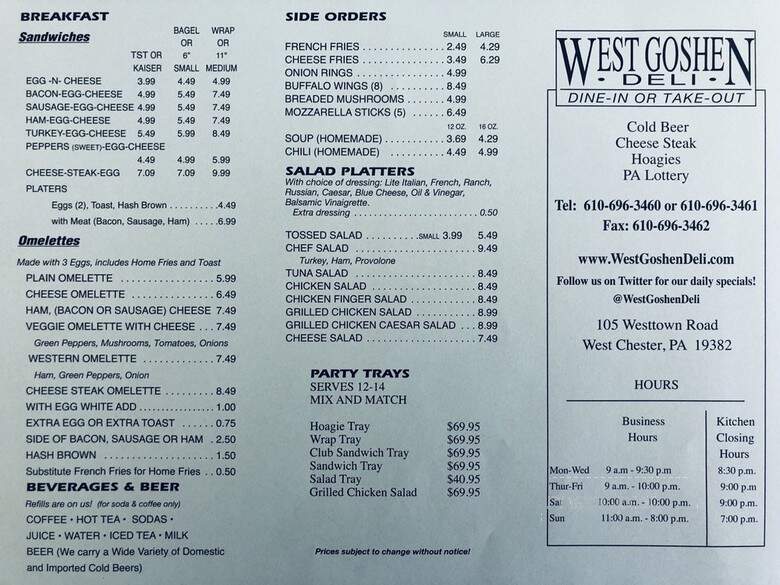 BREAKFAST
Sandwiches
BAGEL WRAP
OR OR
TST OR 6" 11"
KAISER SMALL MEDIUM
EGG -N- CHEESE 3.99 4.49 4.99
BACON-EGG-CHEESE 4.99 5.49 7.49
SAUSAGE-EGG-CHEESE 4.99 5.49 7.49
HAM-EGG-CHEESE 4.99 5.49 7.49
TURKEY-EGG-CHEESE 5.49 5.99 8.49
PEPPERS (SWEET)-EGG-CHEESE
4.49 4.99 5.99
CHEESE-STEAK-EGG 7.09 7.09 9.99
PLATERS
Eggs (2), Toast, Hash Brown ..........4.49
with Meat (Bacon, Sausage, Ham) .....6.99
Omelettes
Made with 3 Eggs, includes Home Fries and Toast
PLAIN OMELETTE ................ 5.99
CHEESE OMELETTE .............. 6.49
HAM, (BACON OR SAUSAGE) CHEESE 7.49
VEGGIE OMELETTE WITH CHEESE ... 7.49
Green Peppers, Mushrooms, Tomatoes, Onions
WESTERN OMELETTE ............ 7.49
Ham, Green Peppers, Onion
CHEESE STEAK OMELETTE ......... 8.49
WITH EGG WHITE ADD ................. 1.00
EXTRA EGG OR EXTRA TOAST ...... 0.75
SIDE OF BACON, SAUSAGE OR HAM . 2.50
HASH BROWN ................... 1.50
Substitute French Fries for Home Fries .. 0.50
BEVERAGES & BEER
Refills are on us! (for soda & coffee only)
COFFEE • HOT TEA • SODAS •
JUICE • WATER • ICED TEA • MILK
BEER (We carry a Wide Variety of Domestic
and Imported Cold Beers)
SIDE ORDERS
SMALL LARGE
FRENCH FRIES ............. 2.49 4.29
CHEESE FRIES ............. 3.49 6.29
ONION RINGS .............. 4.99
BUFFALO WINGS (8) ......... 8.49
BREADED MUSHROOMS ....... 4.99
MOZZARELLA STICKS (5) ...... 6.49
12 OZ. 16 OZ.
SOUP (HOMEMADE) .......... 3.69 4.29
CHILI (HOMEMADE) .......... 4.49 4.99
SALAD PLATTERS
With choice of dressing: Lite Italian, French, Ranch,
Russian, Caesar, Blue Cheese, Oil & Vinegar,
Balsamic Vinaigrette.
Extra dressing ........................ 0.50
TOSSED SALAD .........SMALL 3.99 5.49
CHEF SALAD .................. 9.49
Turkey, Ham, Provolone
TUNA SALAD .................. 8.49
CHICKEN SALAD ............... 8.49
CHICKEN FINGER SALAD ......... 8.49
GRILLED CHICKEN SALAD ........ 8.99
GRILLED CHICKEN CAESAR SALAD ... 8.99
CHEESE SALAD ................. 7.49
PARTY TRAYS
SERVES 12-14
MIX AND MATCH
Hoagie Tray $69.95
Wrap Tray $69.95
Club Sandwich Tray $69.95
Sandwich Tray $69.95
Salad Tray $40.95
Grilled Chicken Salad $69.95
Prices subject to change without notice!
WEST GOSHEN
• DELI •
DINE-IN OR TAKE-OUT
Cold Beer
Cheese Steak
Hoagies
PA Lottery
Tel: 610-696-3460 or 610-696-3461
Fax: 610-696-3462
www.WestGoshenDeli.com
Follow us on Twitter for our daily specials!
@WestGoshenDeli
105 Westtown Road
West Chester, PA 19382
HOURS
Business Kitchen
Hours Closing
Hours
Mon-Wed 9 a.m - 9:30 p.m 8:30 p.m.
Thur-Fri 9 a.m. - 10:00 p.m. 9:00 p.m
Sat 10:00 a.m. - 10:00 p.m. 9:00 p.m.
Sun 11:00 a.m. - 8:00 p.m. 7:00 p.m.